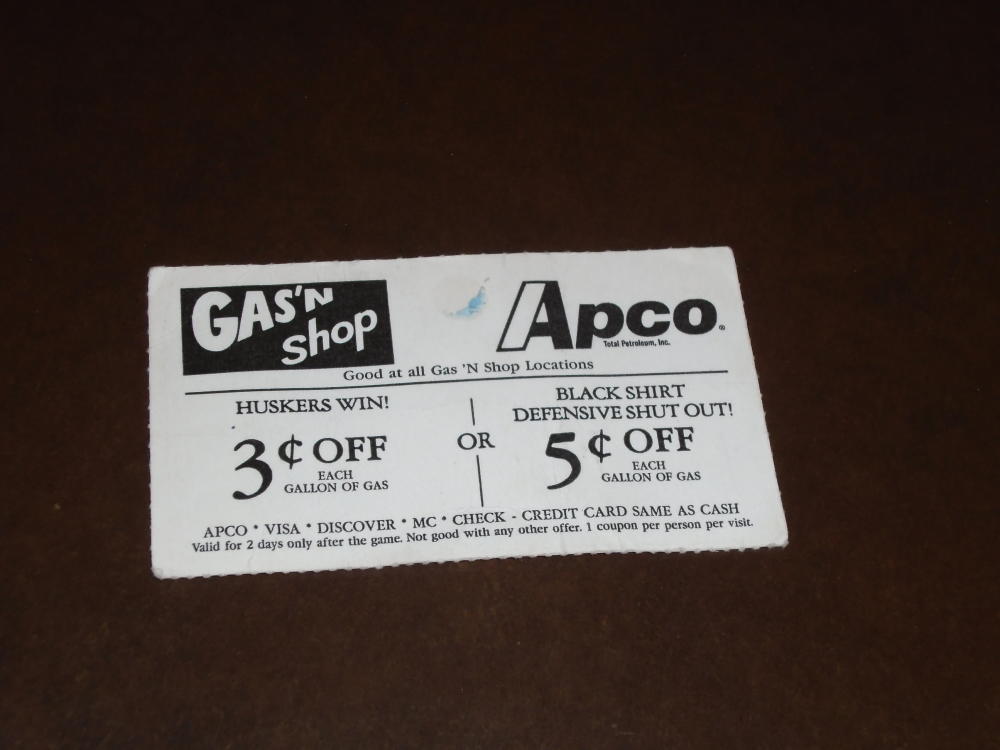 GAS'N
Shop
Apco®
Total Petroleum, Inc.
Good at all Gas 'N Shop Locations
HUSKERS WIN!
3¢ OFF
EACH
GALLON OF GAS
OR
BLACK SHIRT
DEFENSIVE SHUT OUT!
5¢ OFF
EACH
GALLON OF GAS
APCO * VISA * DISCOVER * MC * CHECK - CREDIT CARD SAME AS CASH
Valid for 2 days only after the game. Not good with any other offer. 1 coupon per person per visit.